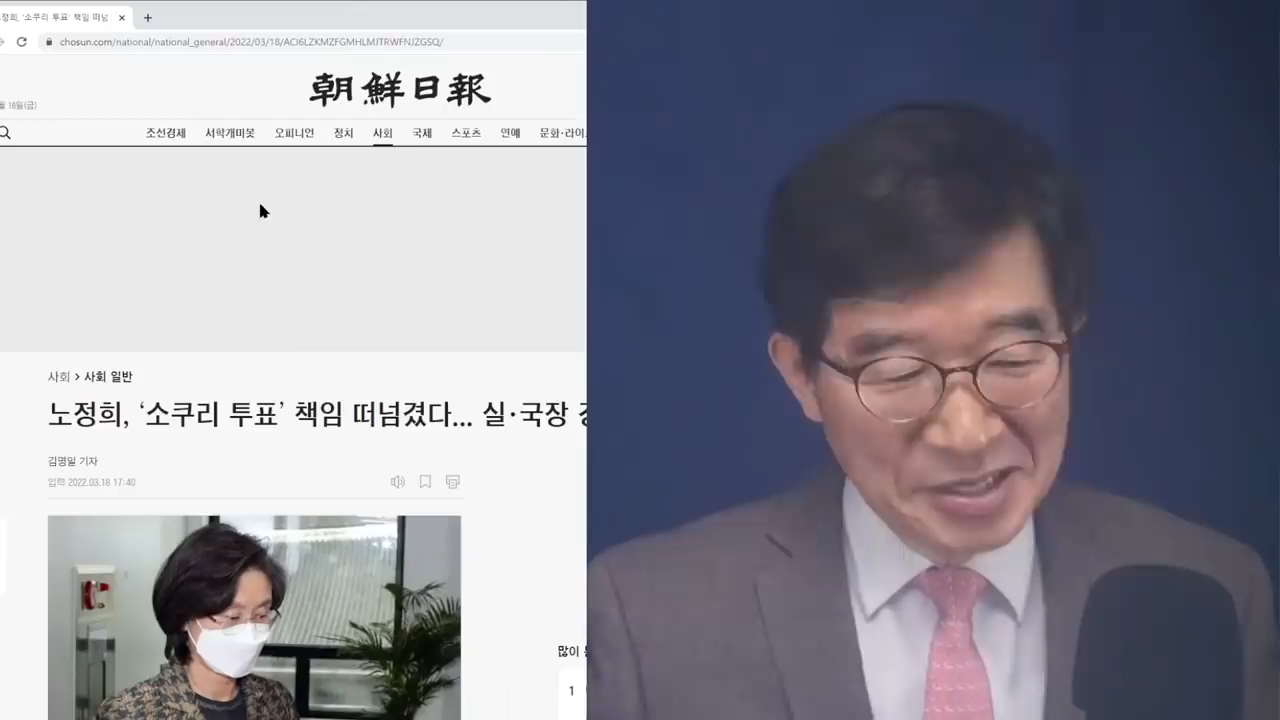 정희, '소쿠리 투표' 책임 떠넘
chosun.com/national/national_general/2022/03/18/ACI6LZKMZFGMHLMJTRWFNJZGSQ/
朝鮮日報
월 18일(금)
조선경제 서학개미봇 오피니언 정치 사회 국제 스포츠 연예 문화·라이
사회 > 사회 일반
노정희, ‘소쿠리 투표’ 책임 떠넘겼다... 실·국장
김명일 기자
입력 2022.03.18 17:40
많이
1